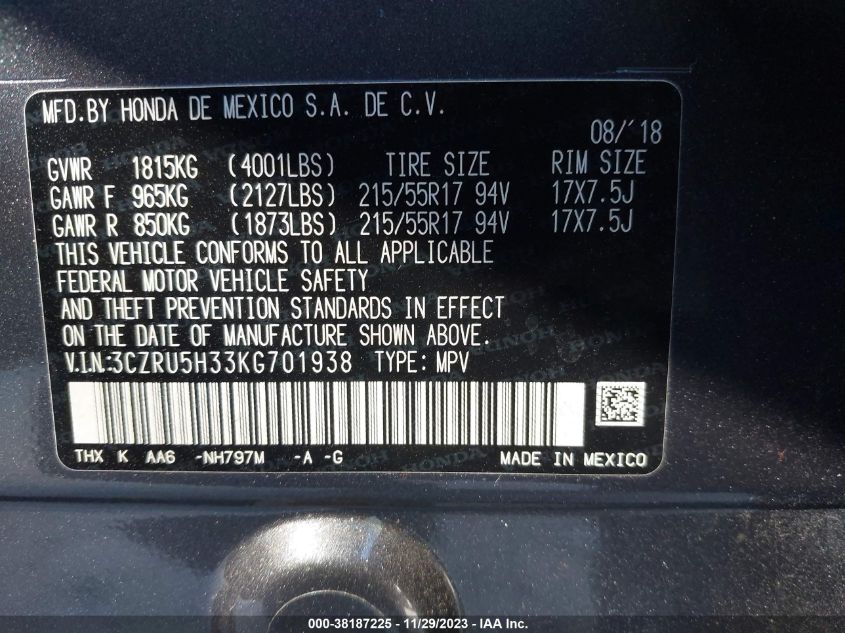 MFD.BY HONDA DE MEXICO S.A. DE C.V.
08/´18
GVWR 1815KG (4001LBS) TIRE SIZE RIM SIZE
GAWR F 965KG (2127LBS) 215/55R17 94V 17X7.5J
GAWR R 850KG (1873LBS) 215/55R17 94V 17X7.5J
THIS VEHICLE CONFORMS TO ALL APPLICABLE
FEDERAL MOTOR VEHICLE SAFETY
AND THEFT PREVENTION STANDARDS IN EFFECT
ON THE DATE OF MANUFACTURE SHOWN ABOVE.
V.I.N.:3CZRU5H33KG701938 TYPE: MPV
THX K AA6 -NH797M -A -G MADE IN MEXICO
000-38187225 - 11/29/2023 - IAA Inc.